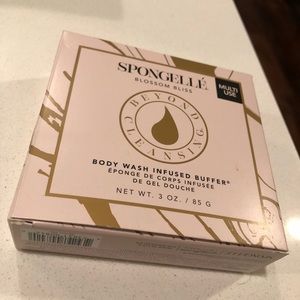 SPONGELLÉ
BLOSSOM BLISS
MULTI
USE
BEYOND
CLEANSING
BODY WASH INFUSED BUFFER®
ÉPONGE DE CORPS INFUSÉE
DE GEL DOUCHE
NET WT. 3 OZ. / 85 G